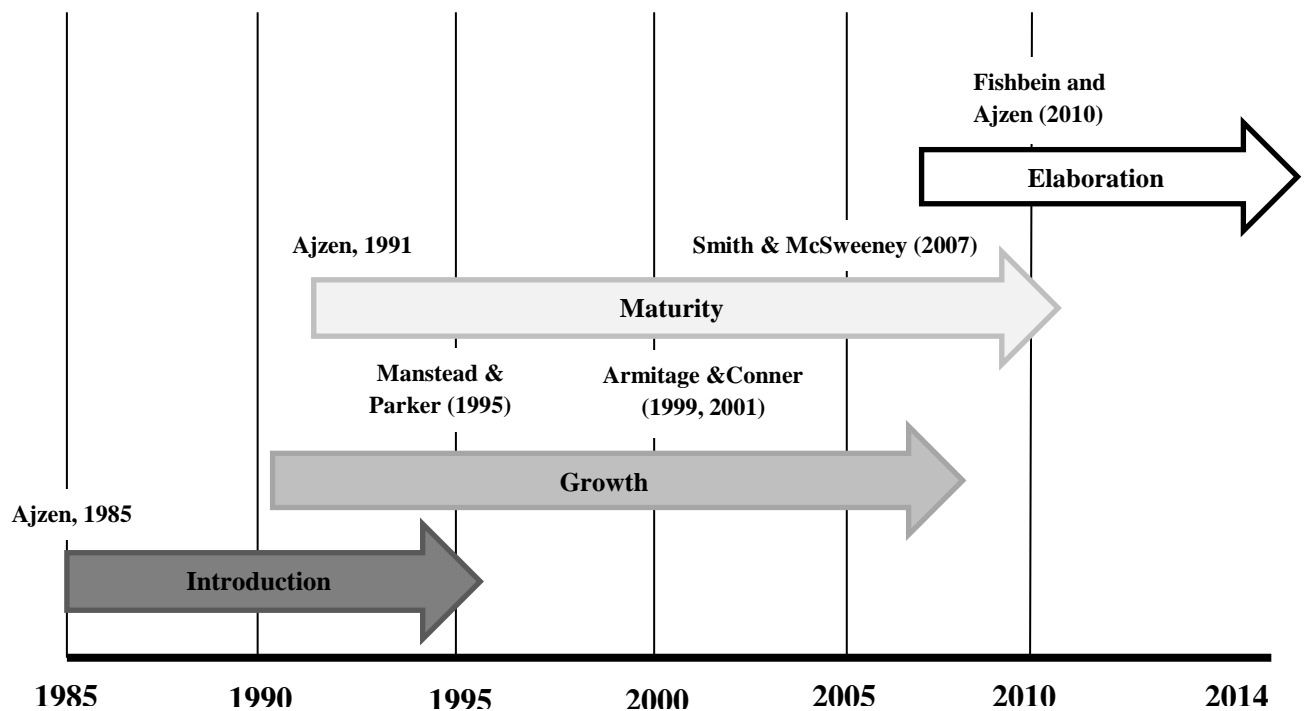 Fishbein and
Ajzen (2010)
Elaboration
Ajzen, 1991
Smith & McSweeney (2007)
Maturity
Manstead &
Parker (1995)
Armitage &Conner
(1999, 2001)
Growth
Ajzen, 1985
Introduction
1985 1990 1995 2000 2005 2010 2014